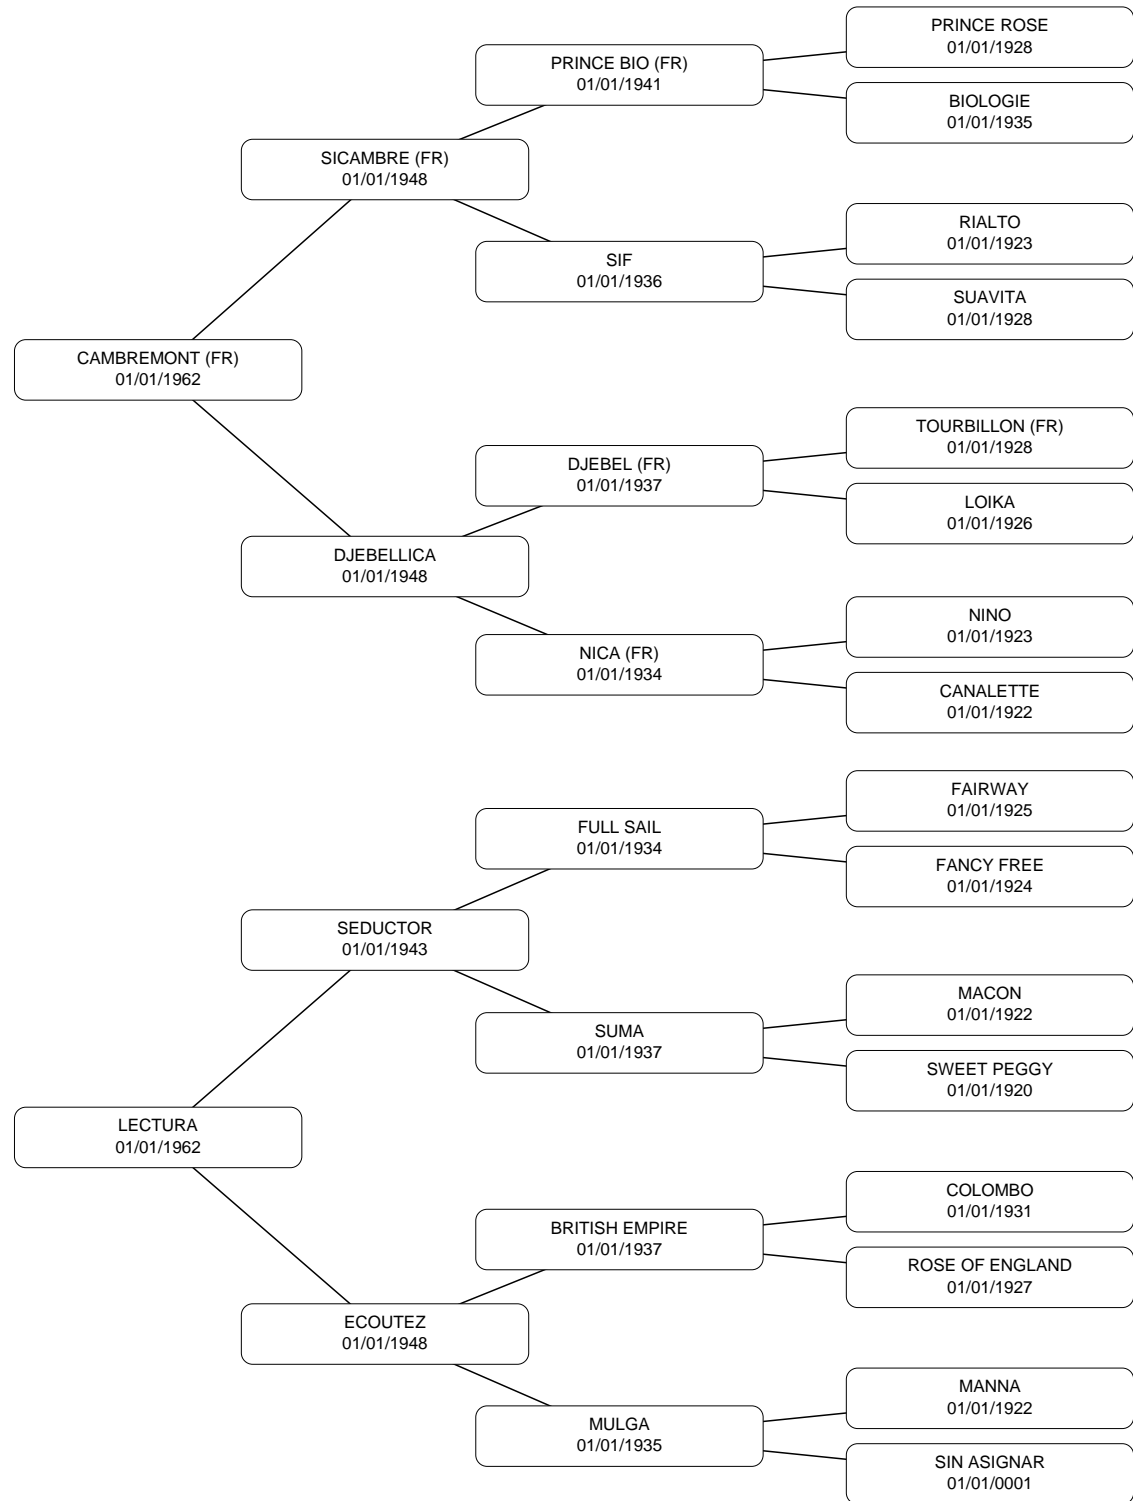 PRINCE ROSE
01/01/1928
PRINCE BIO (FR)
01/01/1941
BIOLOGIE
01/01/1935
SICAMBRE (FR)
01/01/1948
RIALTO
01/01/1923
SIF
01/01/1936
SUAVITA
01/01/1928
CAMBREMONT (FR)
01/01/1962
TOURBILLON (FR)
01/01/1928
DJEBEL (FR)
01/01/1937
LOIKA
01/01/1926
DJEBELLICA
01/01/1948
NINO
01/01/1923
NICA (FR)
01/01/1934
CANALETTE
01/01/1922
FAIRWAY
01/01/1925
FULL SAIL
01/01/1934
FANCY FREE
01/01/1924
SEDUCTOR
01/01/1943
MACON
01/01/1922
SUMA
01/01/1937
SWEET PEGGY
01/01/1920
LECTURA
01/01/1962
COLOMBO
01/01/1931
BRITISH EMPIRE
01/01/1937
ROSE OF ENGLAND
01/01/1927
ECOUTEZ
01/01/1948
MANNA
01/01/1922
MULGA
01/01/1935
SIN ASIGNAR
01/01/0001